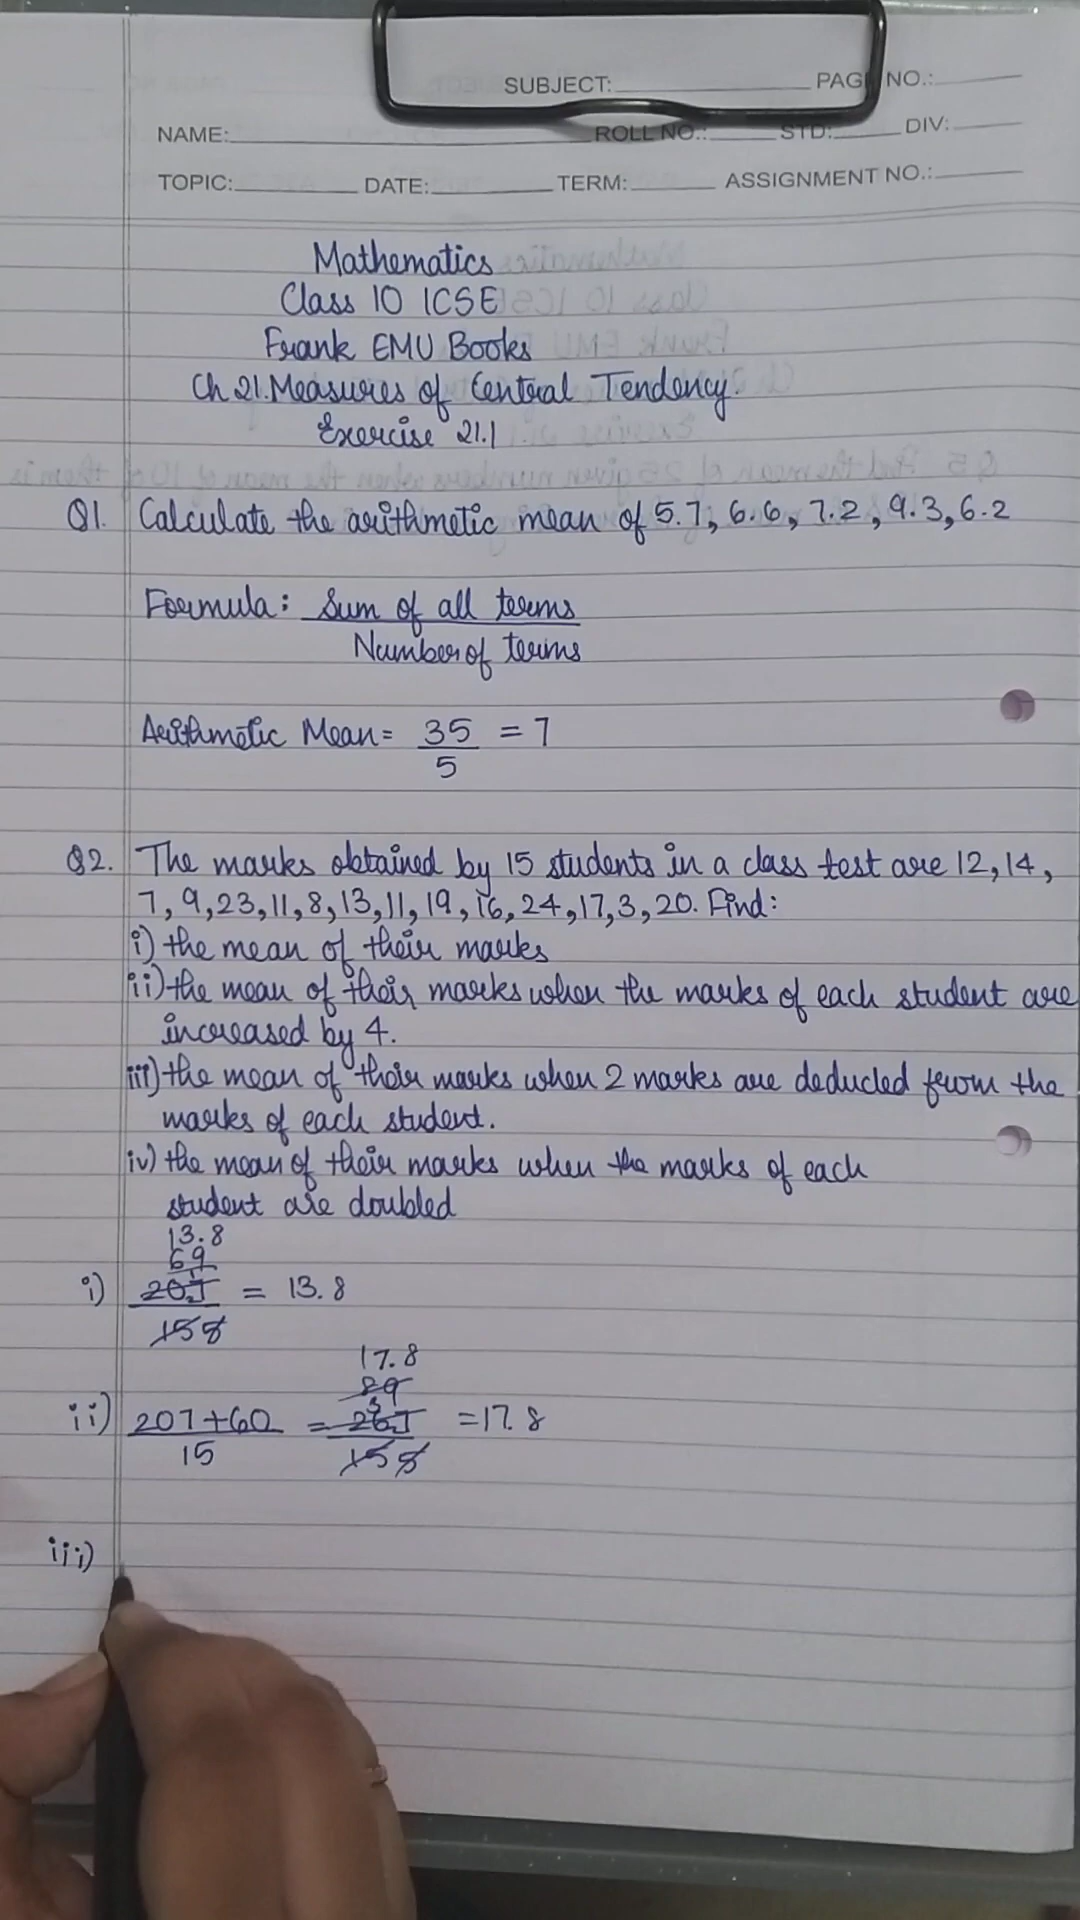 SUBJECT: PAGE NO.:
NAME: ROLL NO.: STD: DIV:
TOPIC: DATE: TERM: ASSIGNMENT NO.:
Mathematics
Class 10 ICSE
Frank EMU Books
Ch 21. Measures of Central Tendency.
Exercise 21.1
Q1. Calculate the arithmetic mean of 5.7, 6.6, 7.2, 9.3, 6.2
Formula: Sum of all terms
Number of terms
Arithmetic Mean = 35 = 7
5
Q2. The marks obtained by 15 students in a class test are 12, 14,
7, 9, 23, 11, 8, 13, 11, 19, 16, 24, 17, 3, 20. Find:
i) the mean of their marks
ii) the mean of their marks when the marks of each student are
increased by 4.
iii) the mean of their marks when 2 marks are deducted from the
marks of each student.
iv) the mean of their marks when the marks of each
student are doubled
13.8
69
i) 207 = 13.8
15 5
17.8
89
ii) 207+60 = 267 = 17.8
15 15 5
iii)